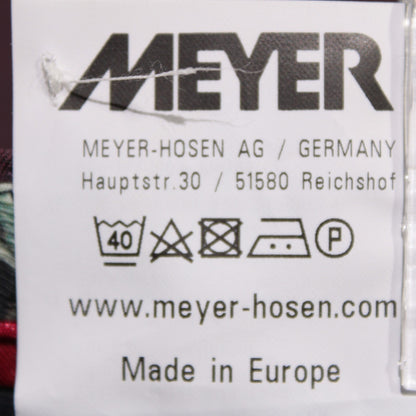 MEYER
MEYER-HOSEN AG / GERMANY
Hauptstr.30 / 51580 Reichshof
40 P
www.meyer-hosen.com
Made in Europe